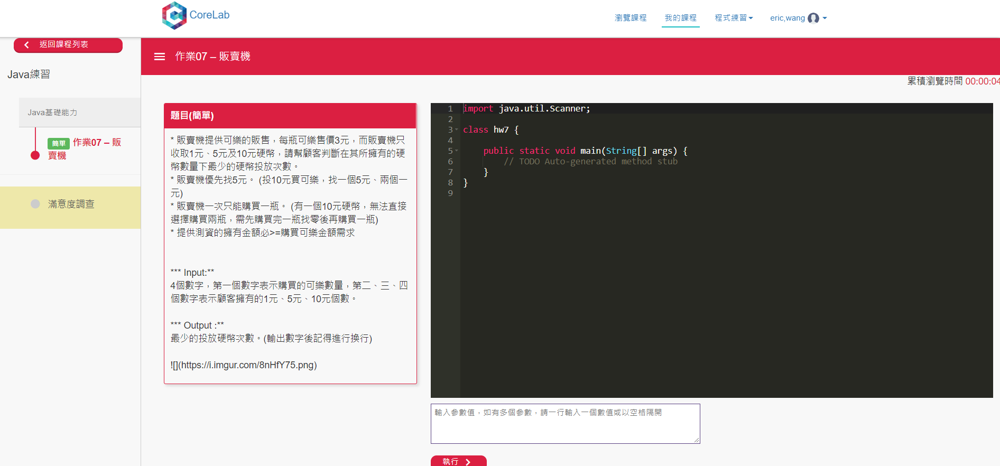 CoreLab
瀏覽課程
我的課程
程式練習
eric,wang
返回課程列表
Java練習
Java基礎能力
簡單 作業07 – 販
賣機
滿意度調查
作業07 – 販賣機
累積瀏覽時間 00:00:04
題目(簡單)
* 販賣機提供可樂的販售，每瓶可樂售價3元，而販賣機只
收取1元、5元及10元硬幣，請幫顧客判斷在其所擁有的硬
幣數量下最少的硬幣投放次數。
* 販賣機優先找5元。 (投10元買可樂，找一個5元、兩個一
元)
* 販賣機一次只能購買一瓶。 (有一個10元硬幣，無法直接
選擇購買兩瓶，需先購買完一瓶找零後再購買一瓶)
* 提供測資的擁有金額必>=購買可樂金額需求
*** Input:**
4個數字，第一個數字表示購買的可樂數量，第二、三、四
個數字表示顧客擁有的1元、5元、10元個數。
*** Output :**
最少的投放硬幣次數。(輸出數字後記得進行換行)
![](https://i.imgur.com/8nHfY75.png)
1 import java.util.Scanner;
2
3 class hw7 {
4
5 public static void main(String[] args) {
6 // TODO Auto-generated method stub
7 }
8 }
9
輸入參數值，如有多個參數，請一行輸入一個數值或以空格隔開
執行